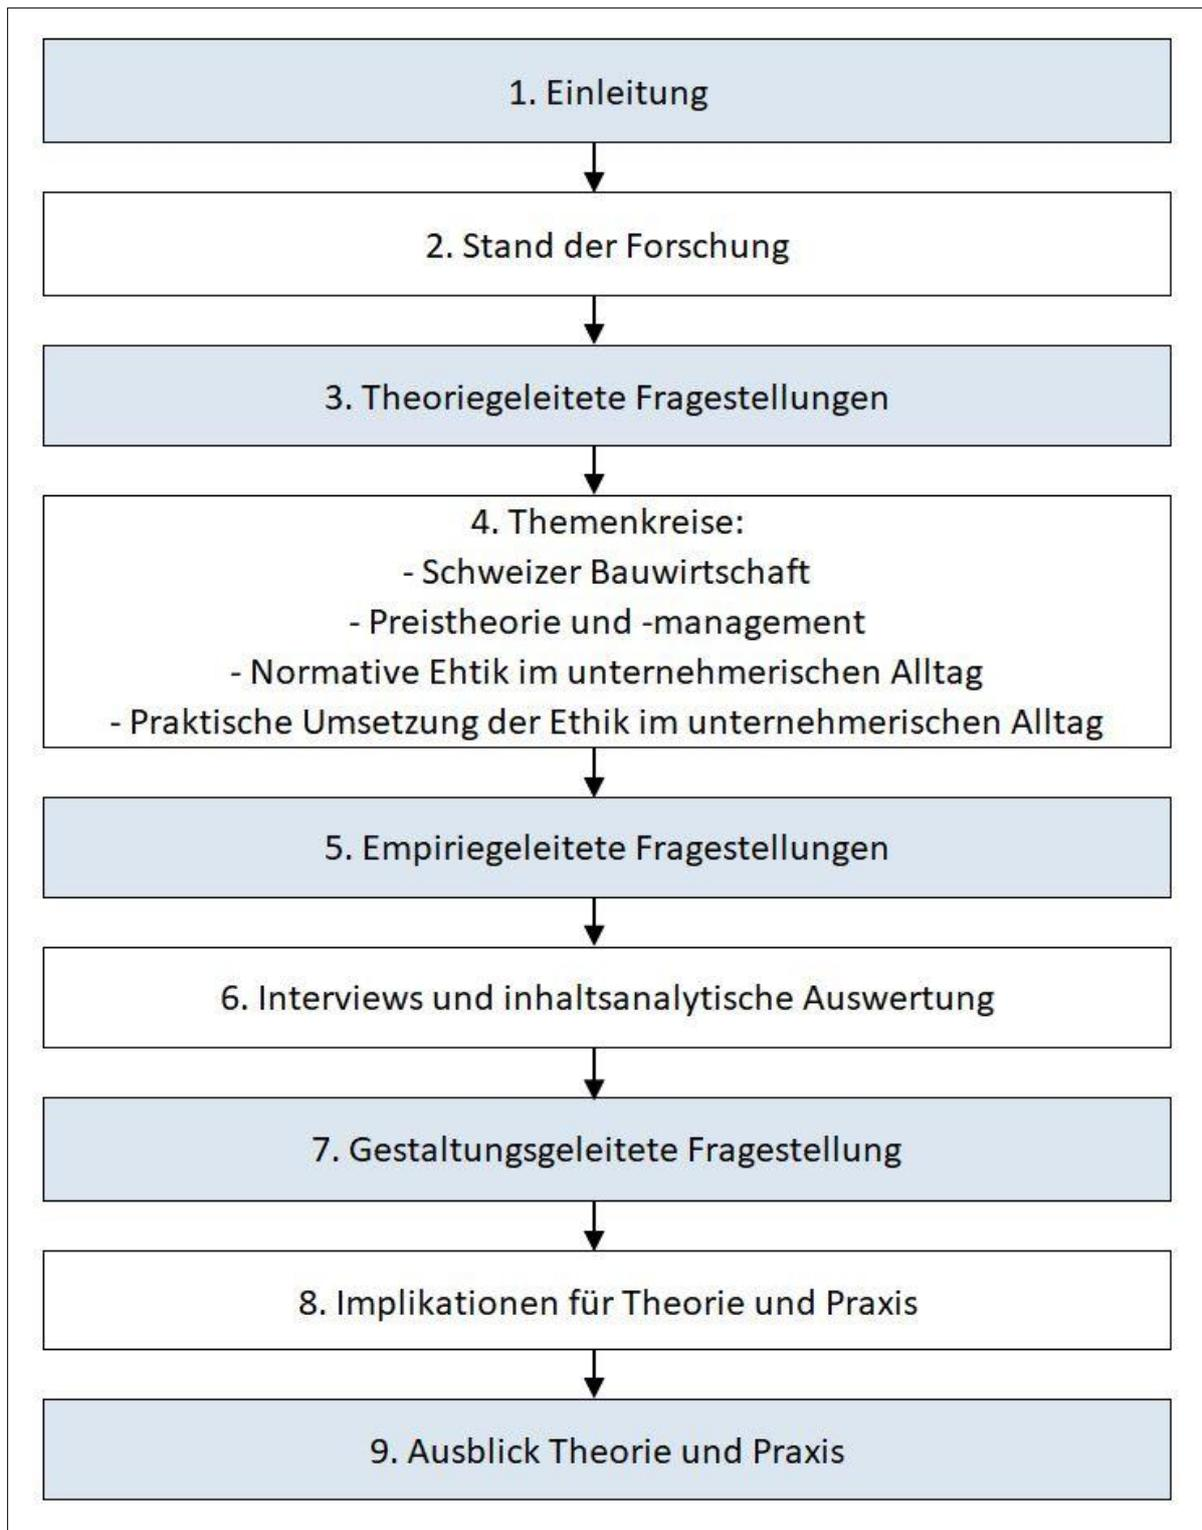 1. Einleitung
2. Stand der Forschung
3. Theoriegeleitete Fragestellungen
4. Themenkreise:
- Schweizer Bauwirtschaft
- Preistheorie und -management
- Normative Ehtik im unternehmerischen Alltag
- Praktische Umsetzung der Ethik im unternehmerischen Alltag
5. Empiriegeleitete Fragestellungen
6. Interviews und inhaltsanalytische Auswertung
7. Gestaltungsgeleitete Fragestellung
8. Implikationen für Theorie und Praxis
9. Ausblick Theorie und Praxis